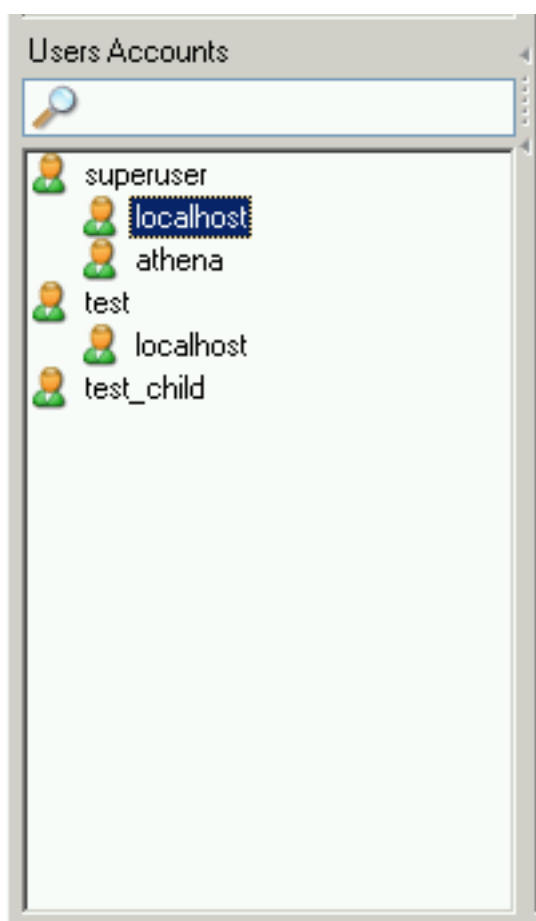 Users Accounts
superuser
localhost
athena
test
localhost
test_child